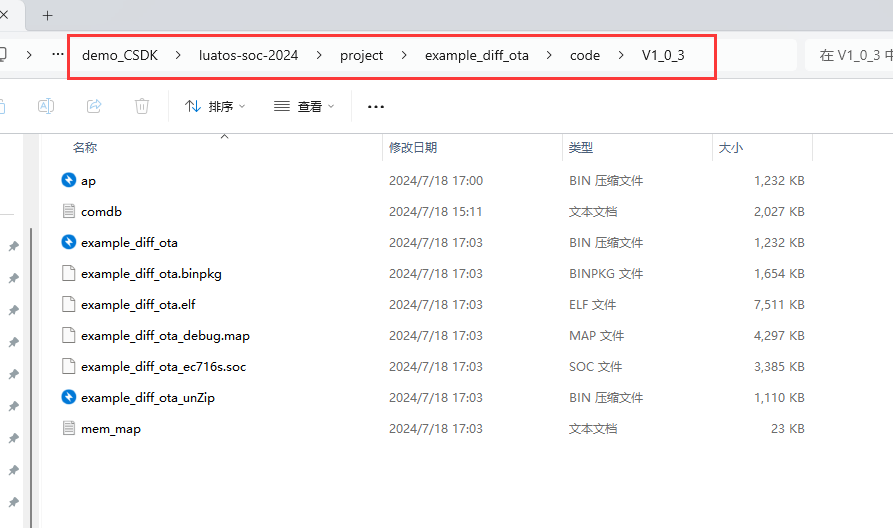 ··· demo_CSDK > luatos-soc-2024 > project > example_diff_ota > code > V1_0_3 在 V1_0_3 中
排序 查看 ···
名称 修改日期 类型 大小
ap 2024/7/18 17:00 BIN 压缩文件 1,232 KB
comdb 2024/7/18 15:11 文本文档 2,027 KB
example_diff_ota 2024/7/18 17:03 BIN 压缩文件 1,232 KB
example_diff_ota.binpkg 2024/7/18 17:03 BINPKG 文件 1,654 KB
example_diff_ota.elf 2024/7/18 17:03 ELF 文件 7,511 KB
example_diff_ota_debug.map 2024/7/18 17:03 MAP 文件 4,297 KB
example_diff_ota_ec716s.soc 2024/7/18 17:03 SOC 文件 3,385 KB
example_diff_ota_unZip 2024/7/18 17:03 BIN 压缩文件 1,110 KB
mem_map 2024/7/18 17:03 文本文档 23 KB